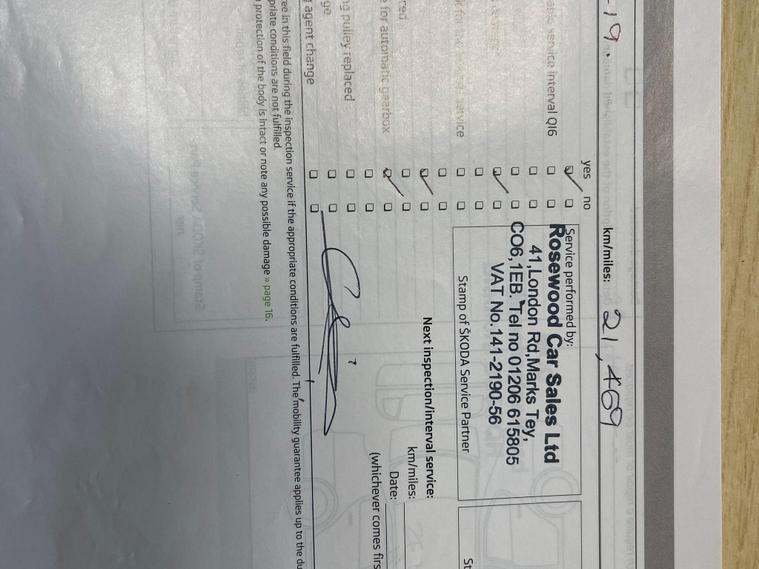 -19.
km/miles: 21,469
yes no
service interval QI6
Service performed by:
Rosewood Car Sales Ltd
41,London Rd,Marks Tey,
CO6,1EB. Tel no 01206 615805
VAT No.141-2190-56
Stamp of ŠKODA Service Partner
service
Next inspection/interval service:
km/miles:
for automatic gearbox
Date:
(whichever comes firs
pulley replaced
agent change
ee in this field during the inspection service if the appropriate conditions are fulfilled. The mobility guarantee applies up to the du
priate conditions are not fulfilled.
protection of the body is intact or note any possible damage » page 16.